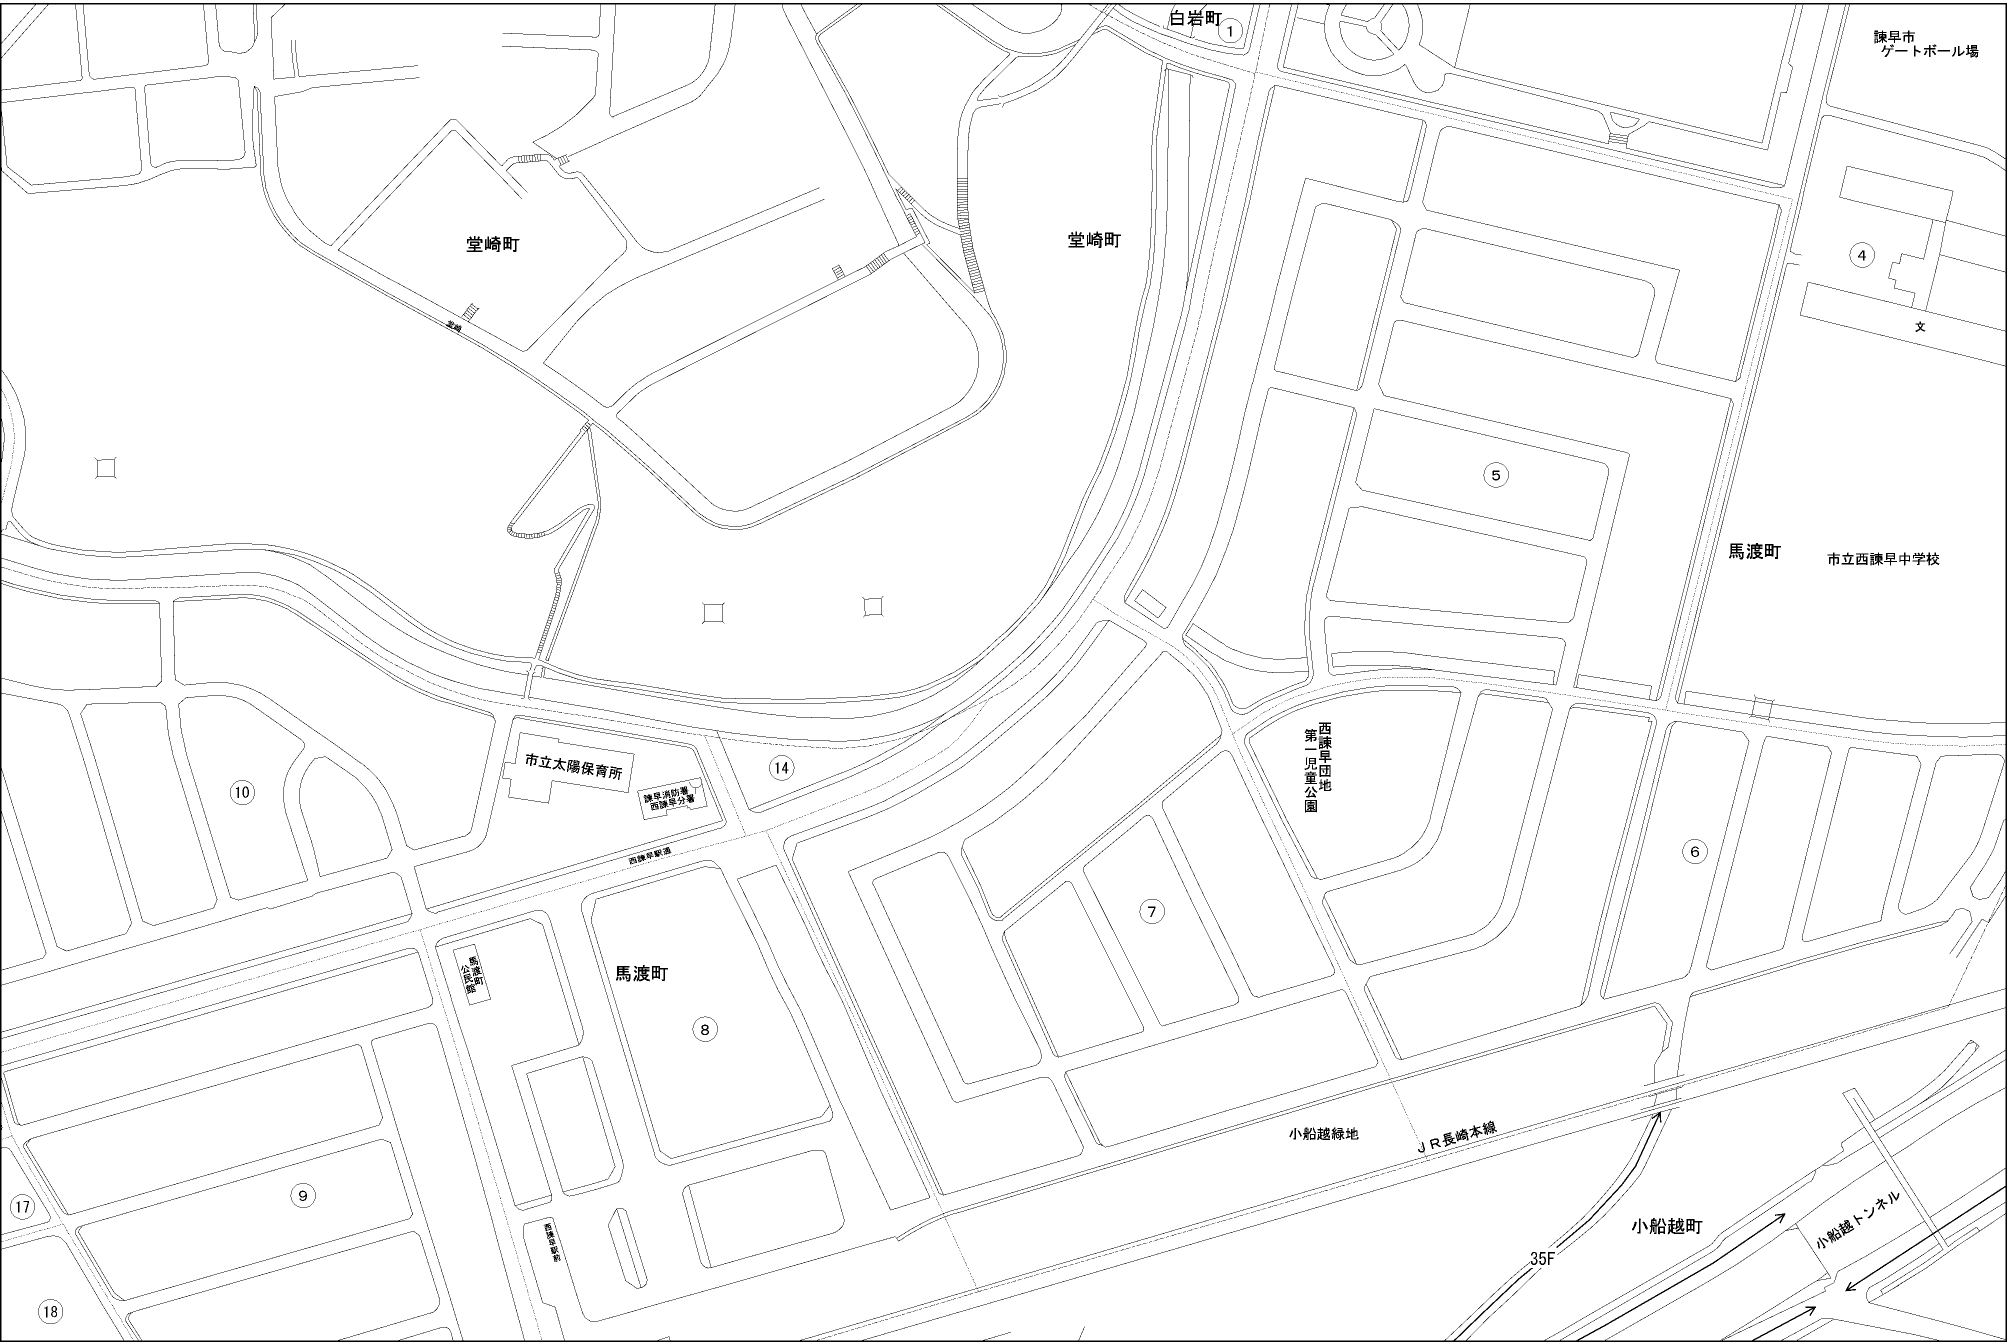 白岩町
①
諫早市
ゲートボール場
堂崎町
堂崎町
④
堂崎
文
⑤
馬渡町
市立西諫早中学校
西諫早団地
第一児童公園
市立太陽保育所
⑭
⑩
諫早消防署
西諫早分署
西諫早駅通
⑥
⑦
馬渡町
公民館
馬渡町
⑧
小船越緑地
JR長崎本線
⑨
⑰
小船越町
小船越トンネル
西諫早駅前
35F
⑱